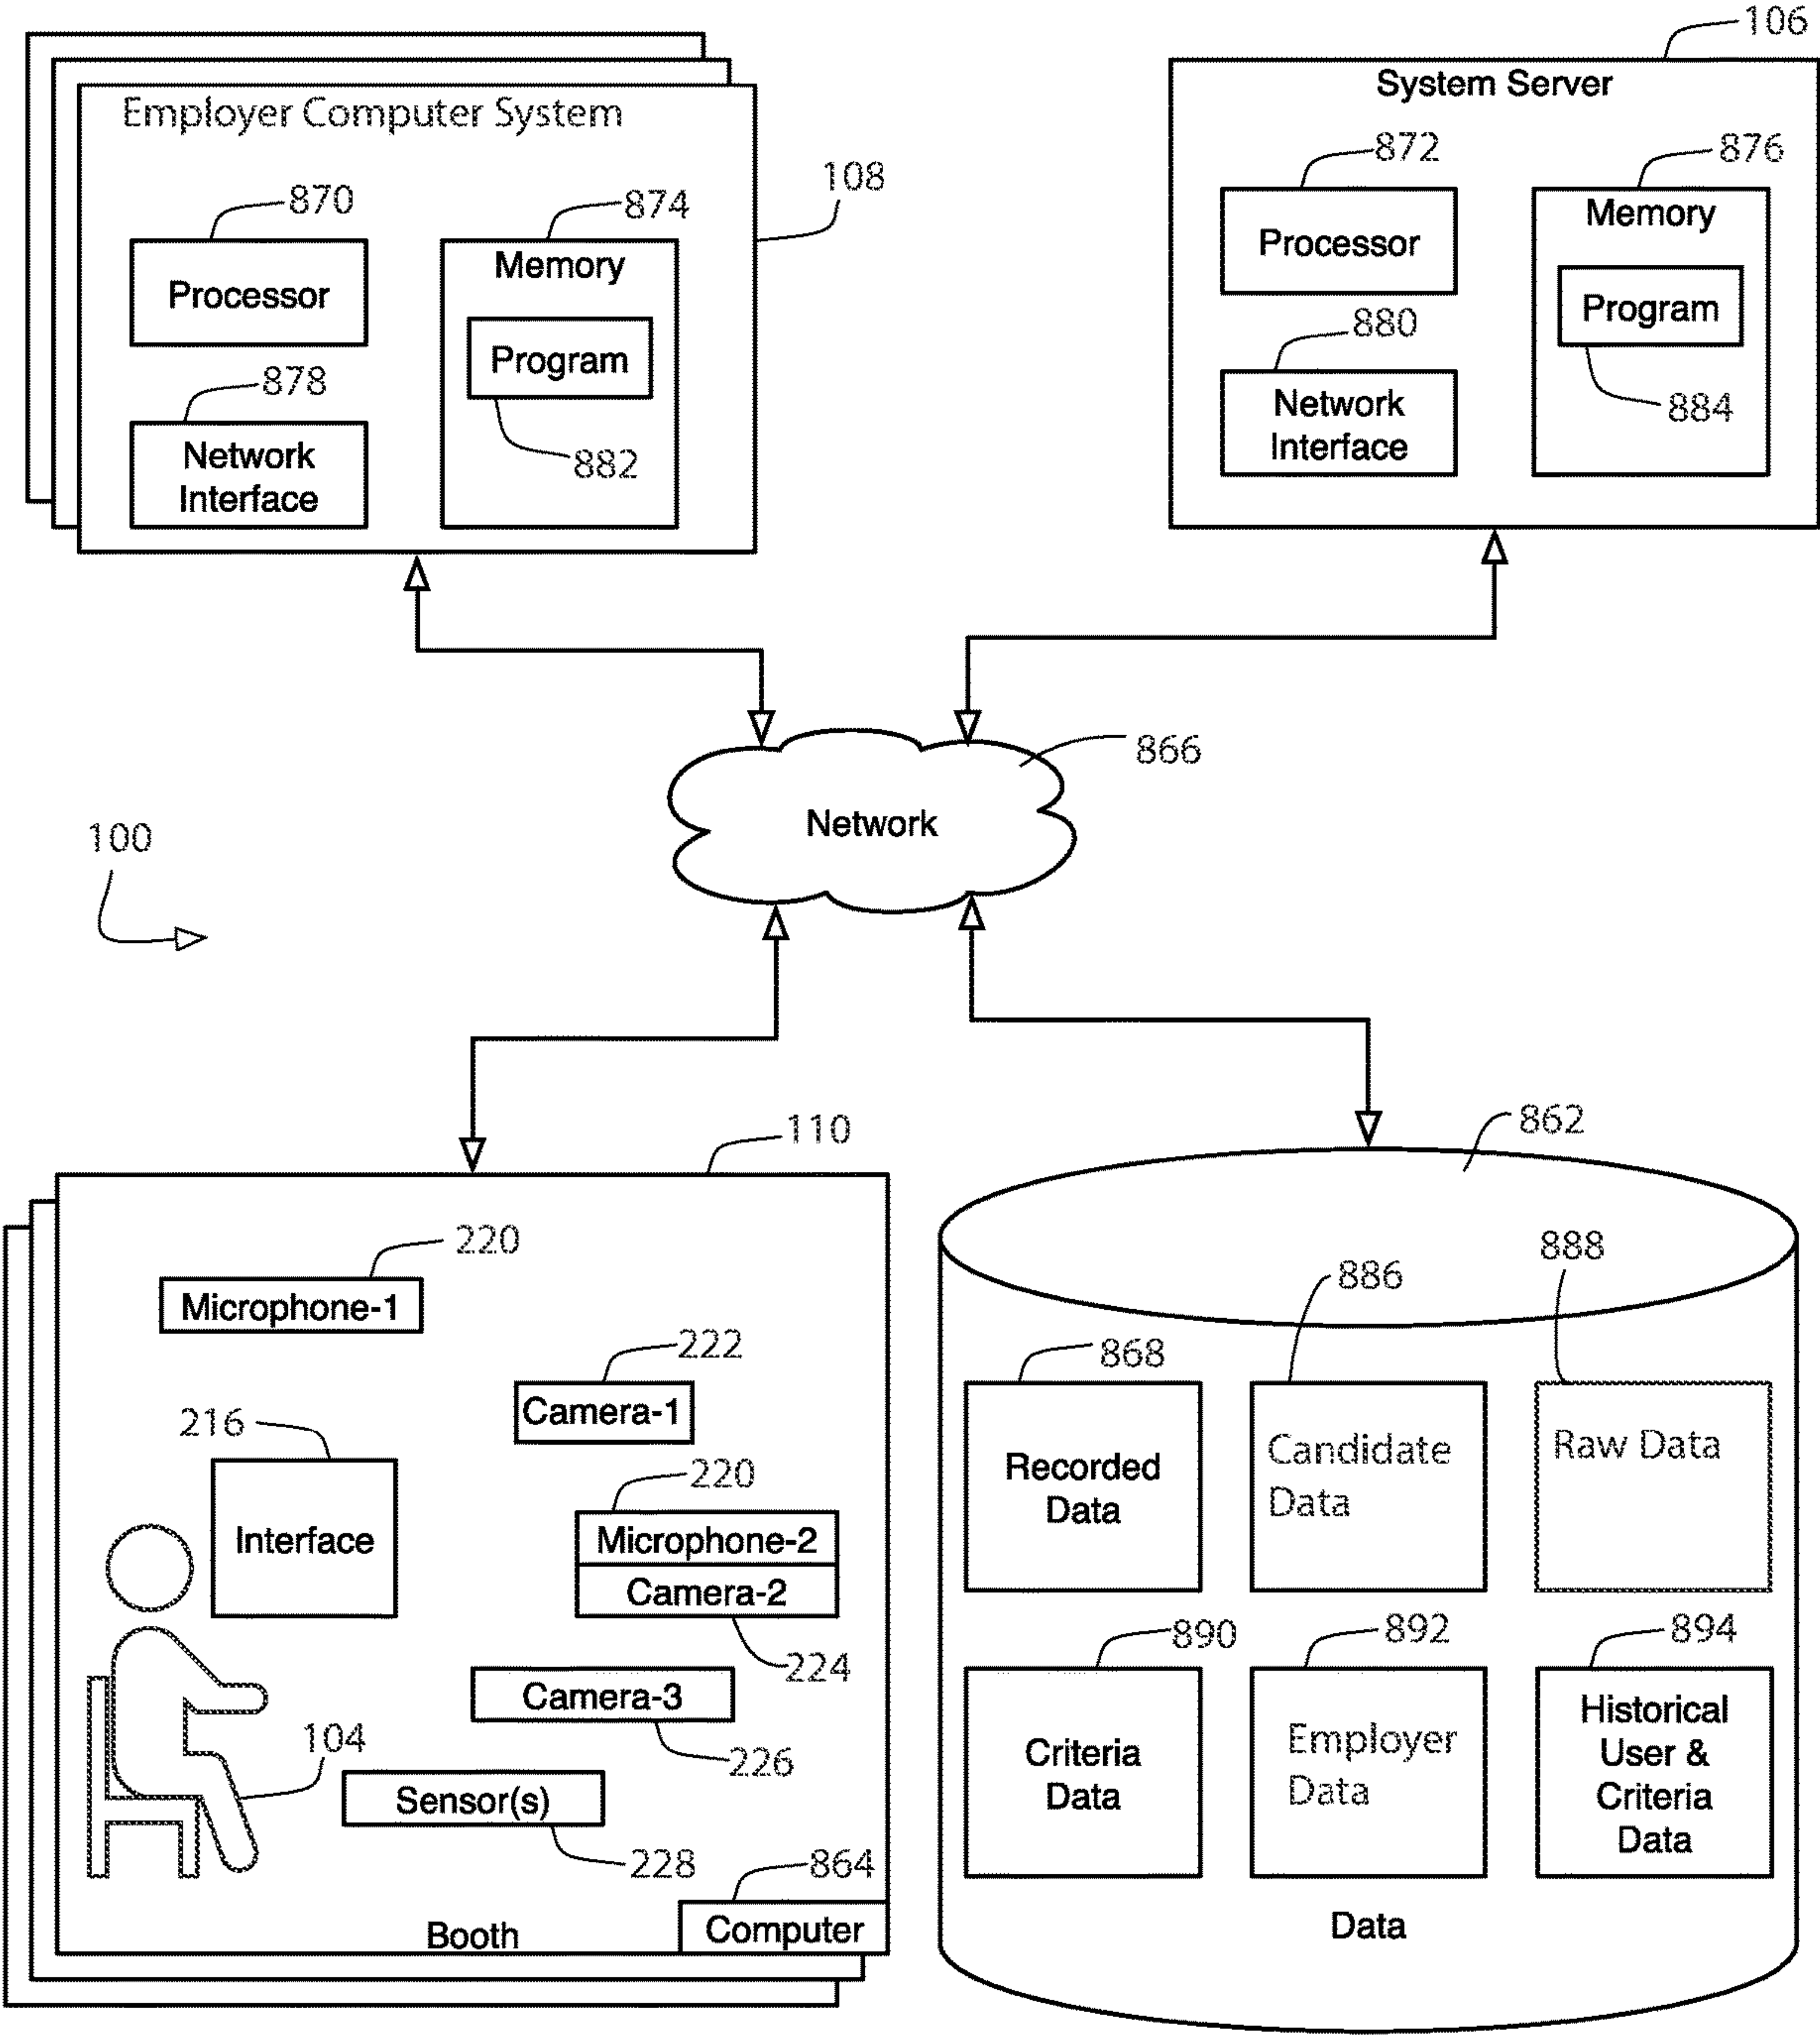 106
System Server
872
876
Processor
Memory
Program
880
Network
Interface
884
Employer Computer System
108
870
874
Processor
Memory
Program
878
Network
Interface
882
866
Network
100
110
220
Microphone-1
222
Camera-1
216
Interface
220
Microphone-2
Camera-2
224
Camera-3
226
104
Sensor(s)
228
864
Computer
Booth
862
888
886
868
Recorded
Data
Candidate
Data
Raw Data
890
892
894
Criteria
Data
Employer
Data
Historical
User &
Criteria
Data
Data